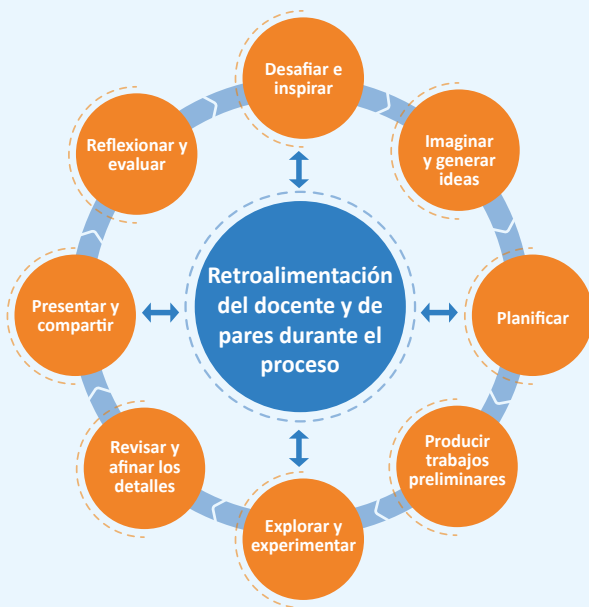 Desafiar e
inspirar
Imaginar
y generar
ideas
Planificar
Producir
trabajos
preliminares
Explorar y
experimentar
Revisar y
afinar los
detalles
Presentar y
compartir
Reflexionar y
evaluar
Retroalimentación
del docente y de
pares durante el
proceso